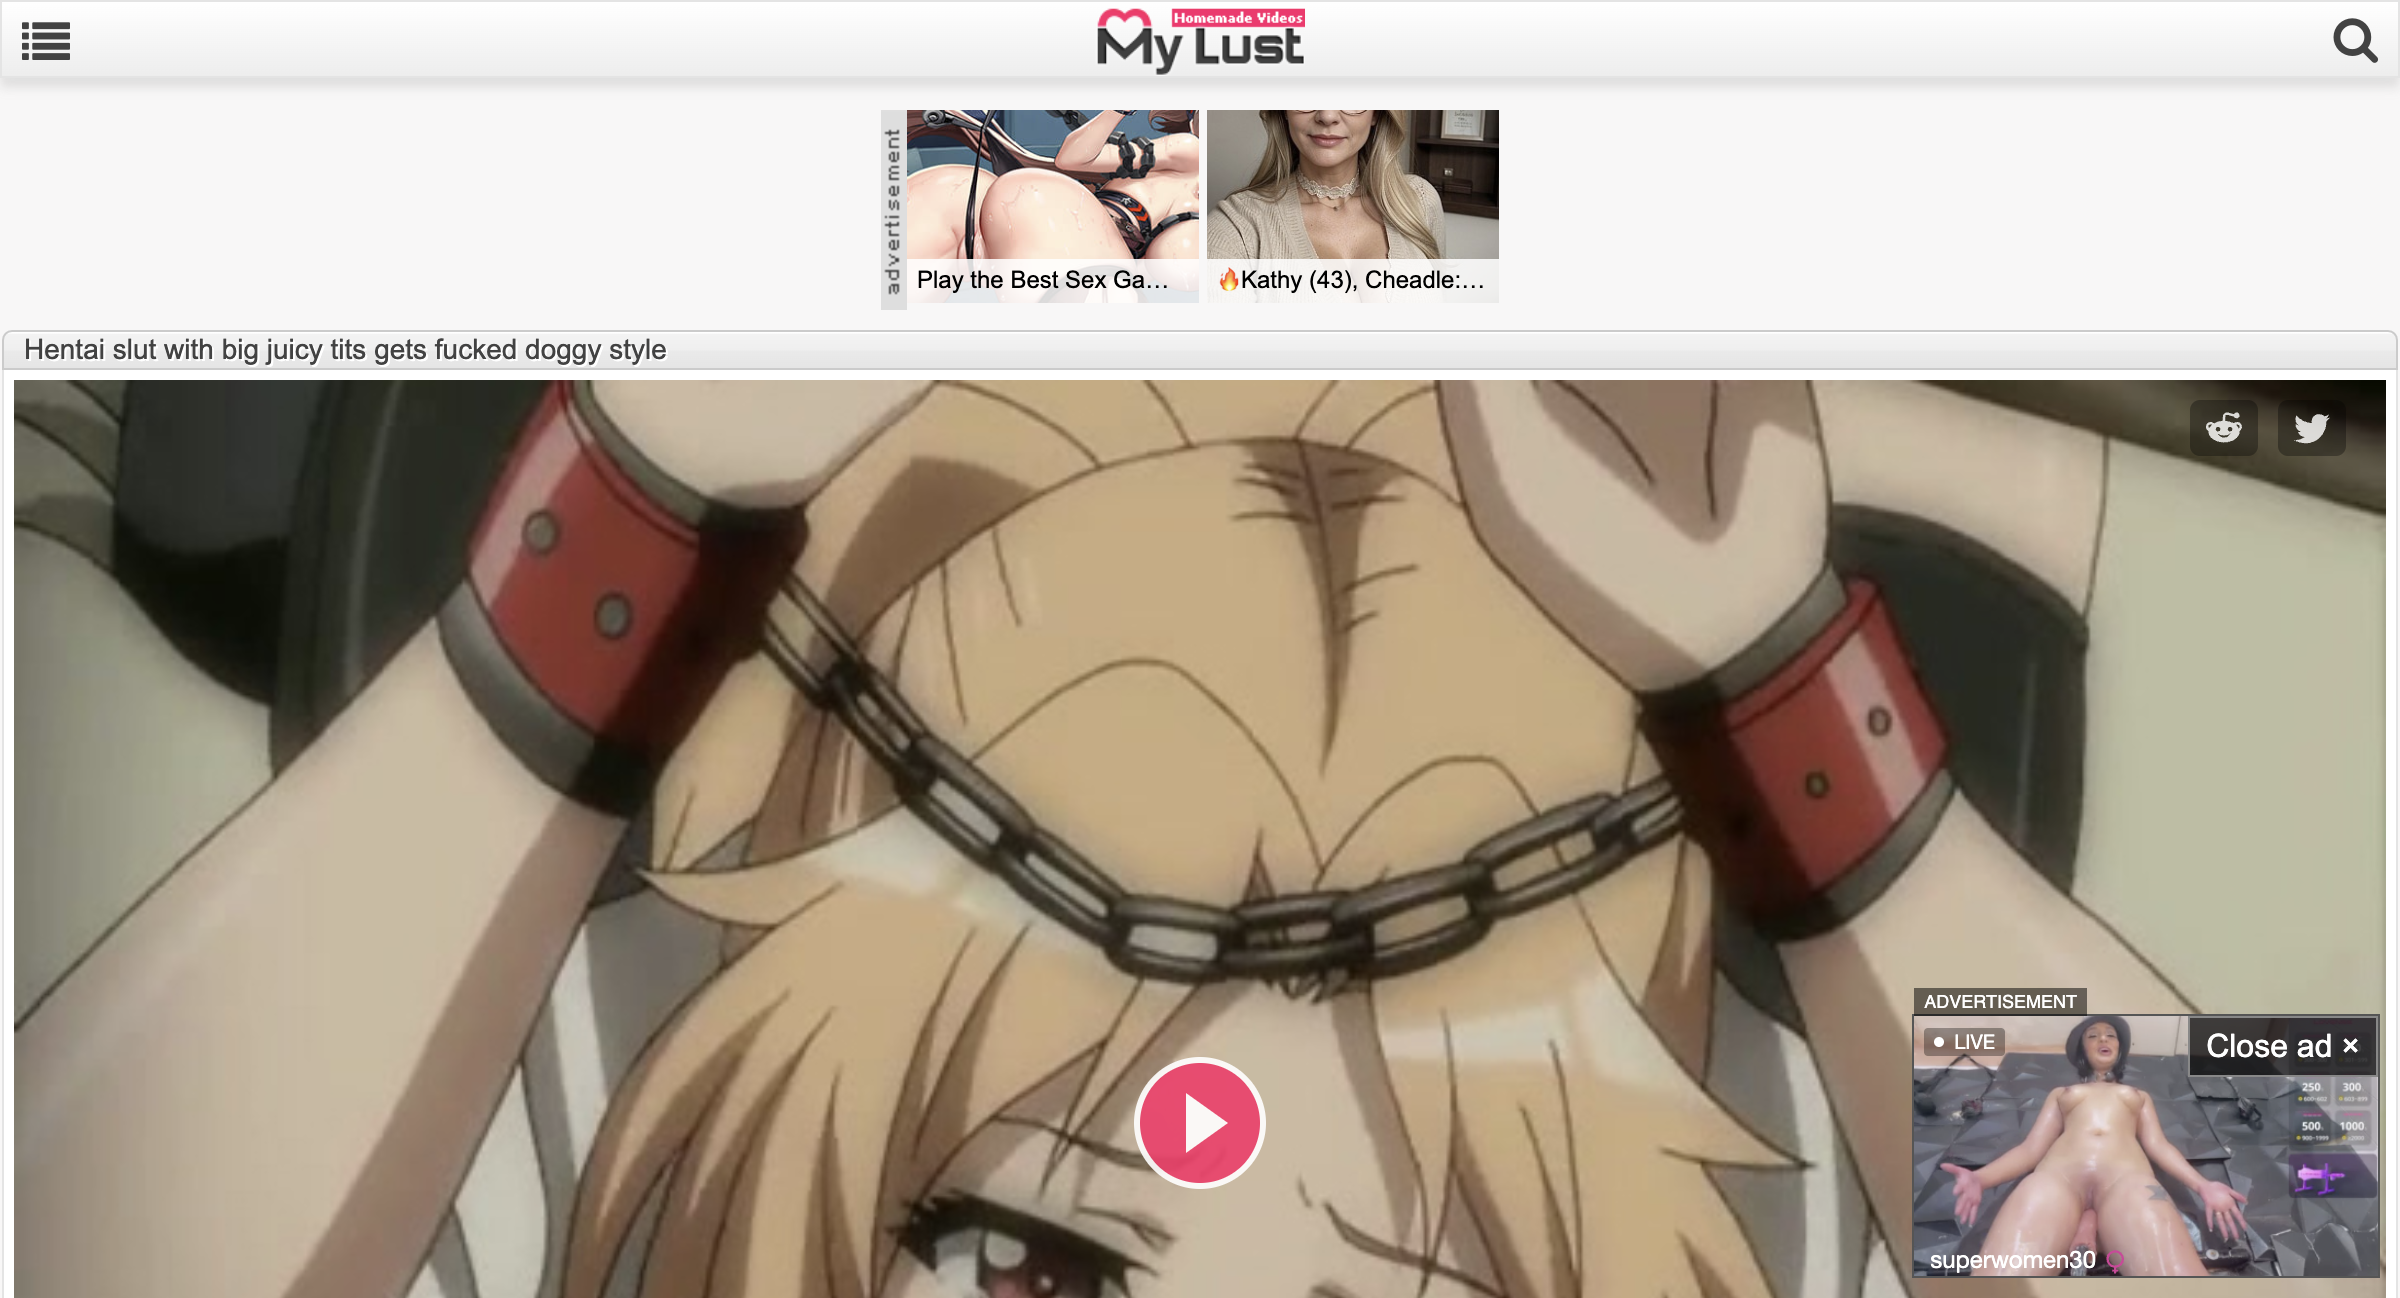 Homemade Videos
My Lust
advertisement
Play the Best Sex Ga...
🔥Kathy (43), Cheadle:...
Hentai slut with big juicy tits gets fucked doggy style
ADVERTISEMENT
LIVE
Close ad ×
250 300
500 1000
superwomen30